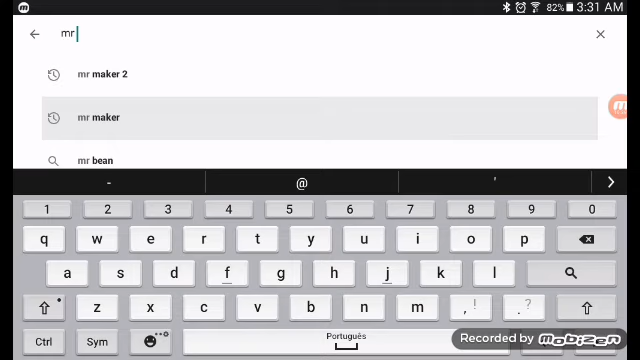 82% 3:31 AM
mr
mr maker 2
mr maker
mr bean
- @ '
1 2 3 4 5 6 7 8 9 0
q w e r t y u i o p
a s d f g h j k l
z x c v b n m , ! . ?
Ctrl Sym Português
Recorded by mobizen